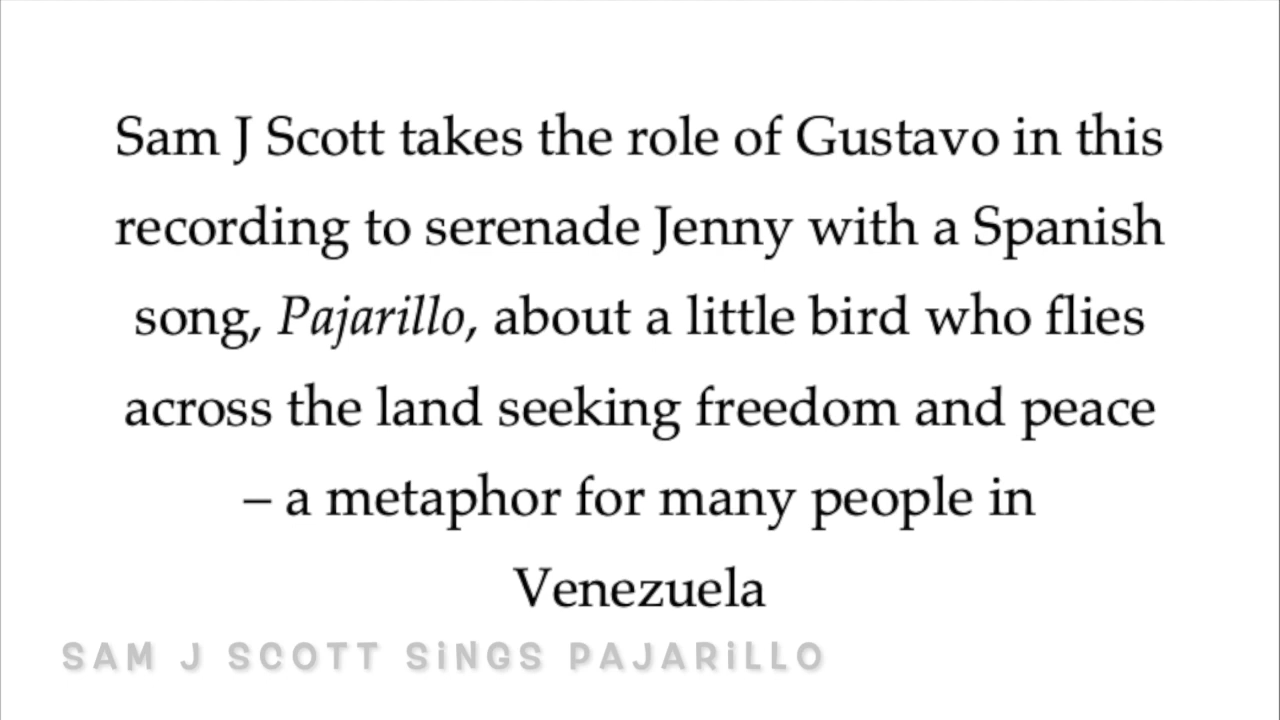 Sam J Scott takes the role of Gustavo in this
recording to serenade Jenny with a Spanish
song, Pajarillo, about a little bird who flies
across the land seeking freedom and peace
– a metaphor for many people in
Venezuela
SAM J SCOTT SiNGS PAJARiLLO